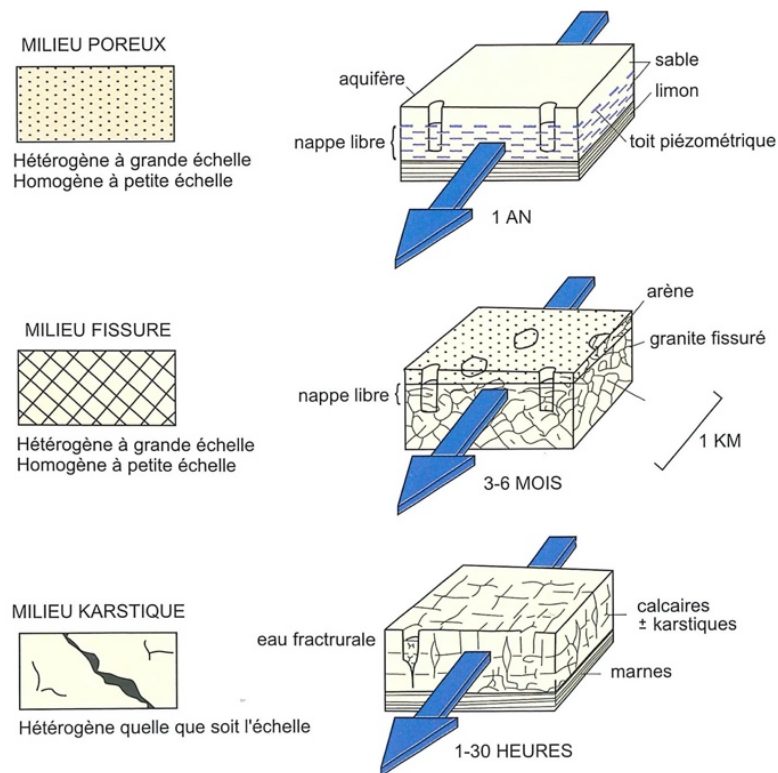 MILIEU POREUX
Hétérogène à grande échelle
Homogène à petite échelle
aquifère
nappe libre
sable
limon
toit piézométrique
1 AN
MILIEU FISSURE
Hétérogène à grande échelle
Homogène à petite échelle
nappe libre
arène
granite fissuré
1 KM
3-6 MOIS
MILIEU KARSTIQUE
Hétérogène quelle que soit l'échelle
eau fractrurale
calcaires
± karstiques
marnes
1-30 HEURES